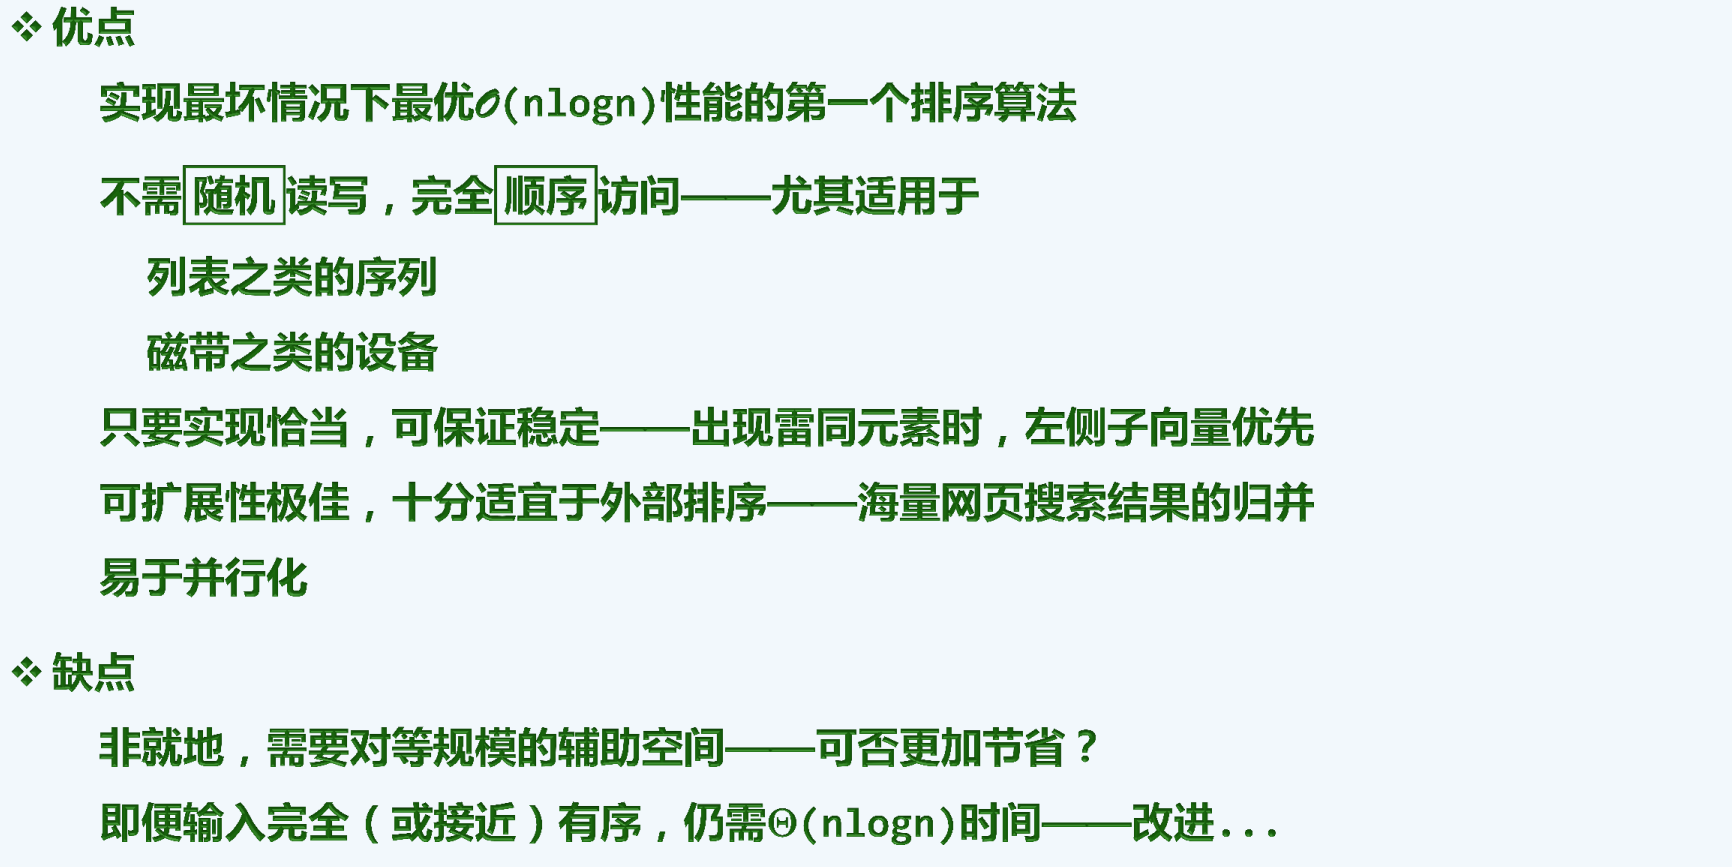 ❖ 优点
实现最坏情况下最优O(nlogn)性能的第一个排序算法
不需随机读写，完全顺序访问——尤其适用于
列表之类的序列
磁带之类的设备
只要实现恰当，可保证稳定——出现雷同元素时，左侧子向量优先
可扩展性极佳，十分适宜于外部排序——海量网页搜索结果的归并
易于并行化
❖ 缺点
非就地，需要对等规模的辅助空间——可否更加节省？
即便输入完全（或接近）有序，仍需Θ(nlogn)时间——改进...